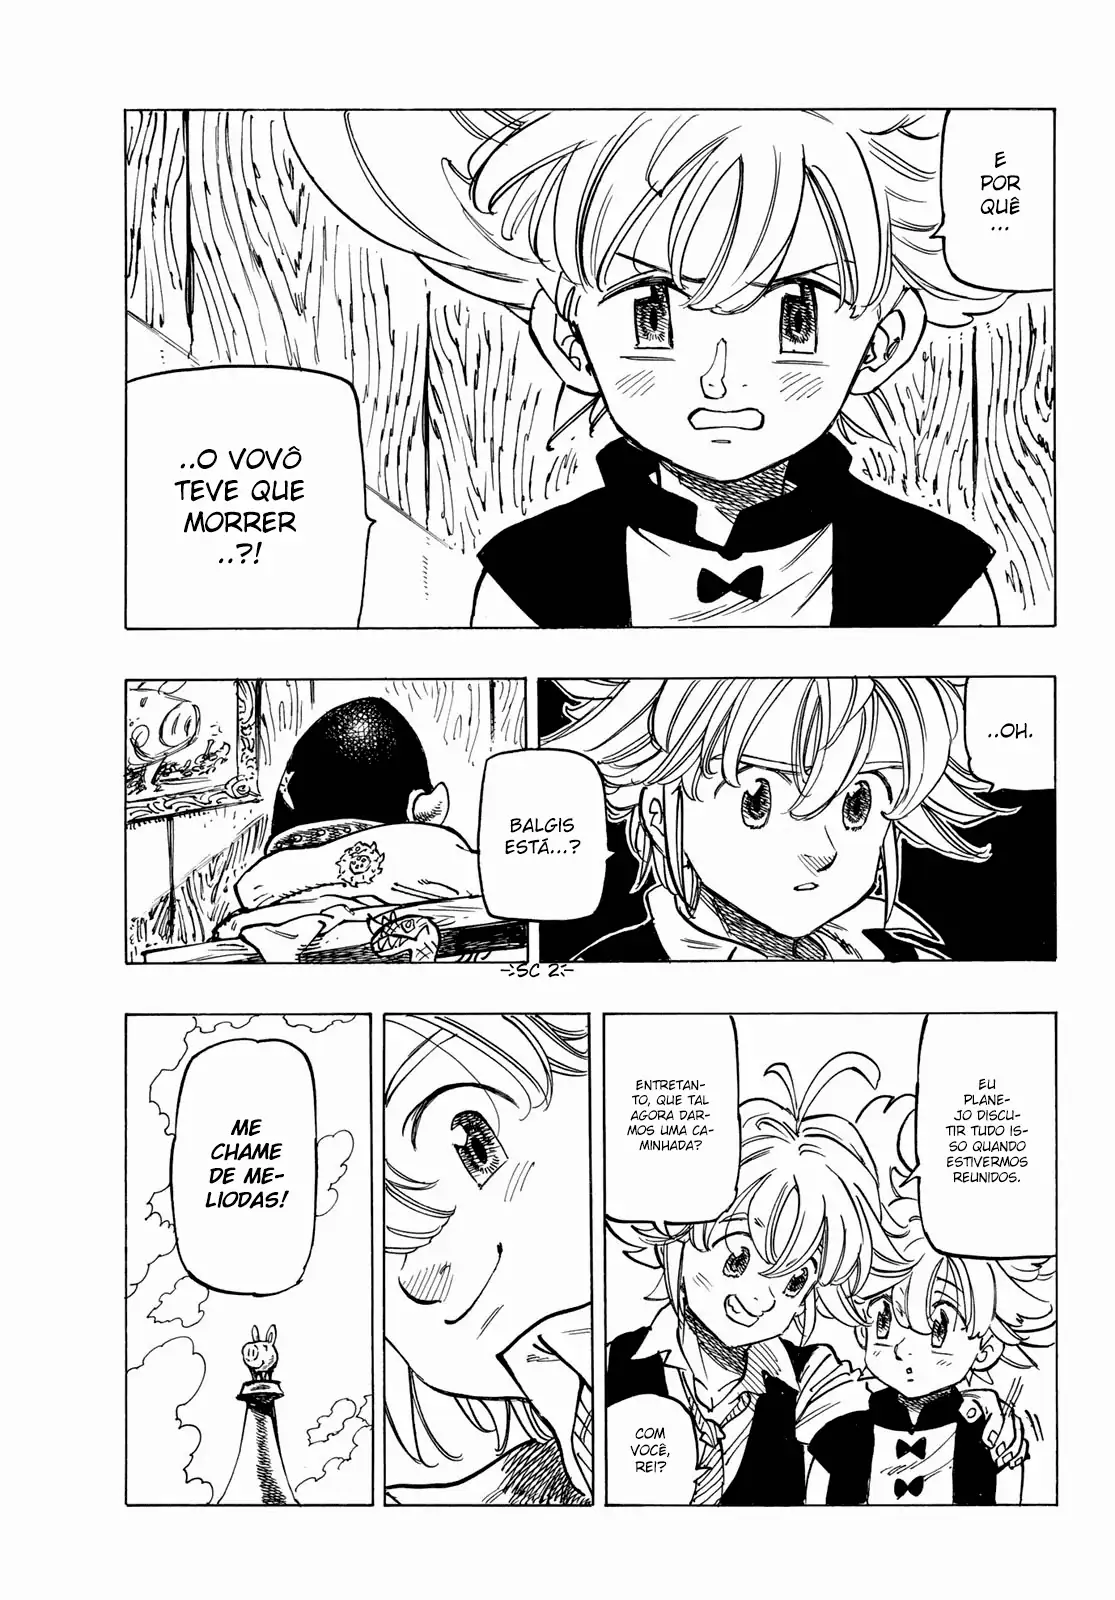 E
POR
QUÊ
...
..O VOVÔ
TEVE QUE
MORRER
..?!
..OH.
BALGIS
ESTÁ...?
SC 2
EU
PLANE-
JO DISCU-
TIR TUDO IS-
SO QUANDO
ESTIVERMOS
REUNIDOS.
ENTRETAN-
TO, QUE TAL
AGORA DAR-
MOS UMA CA-
MINHADA?
COM
VOCÊ,
REI?
ME
CHAME
DE ME-
LIODAS!